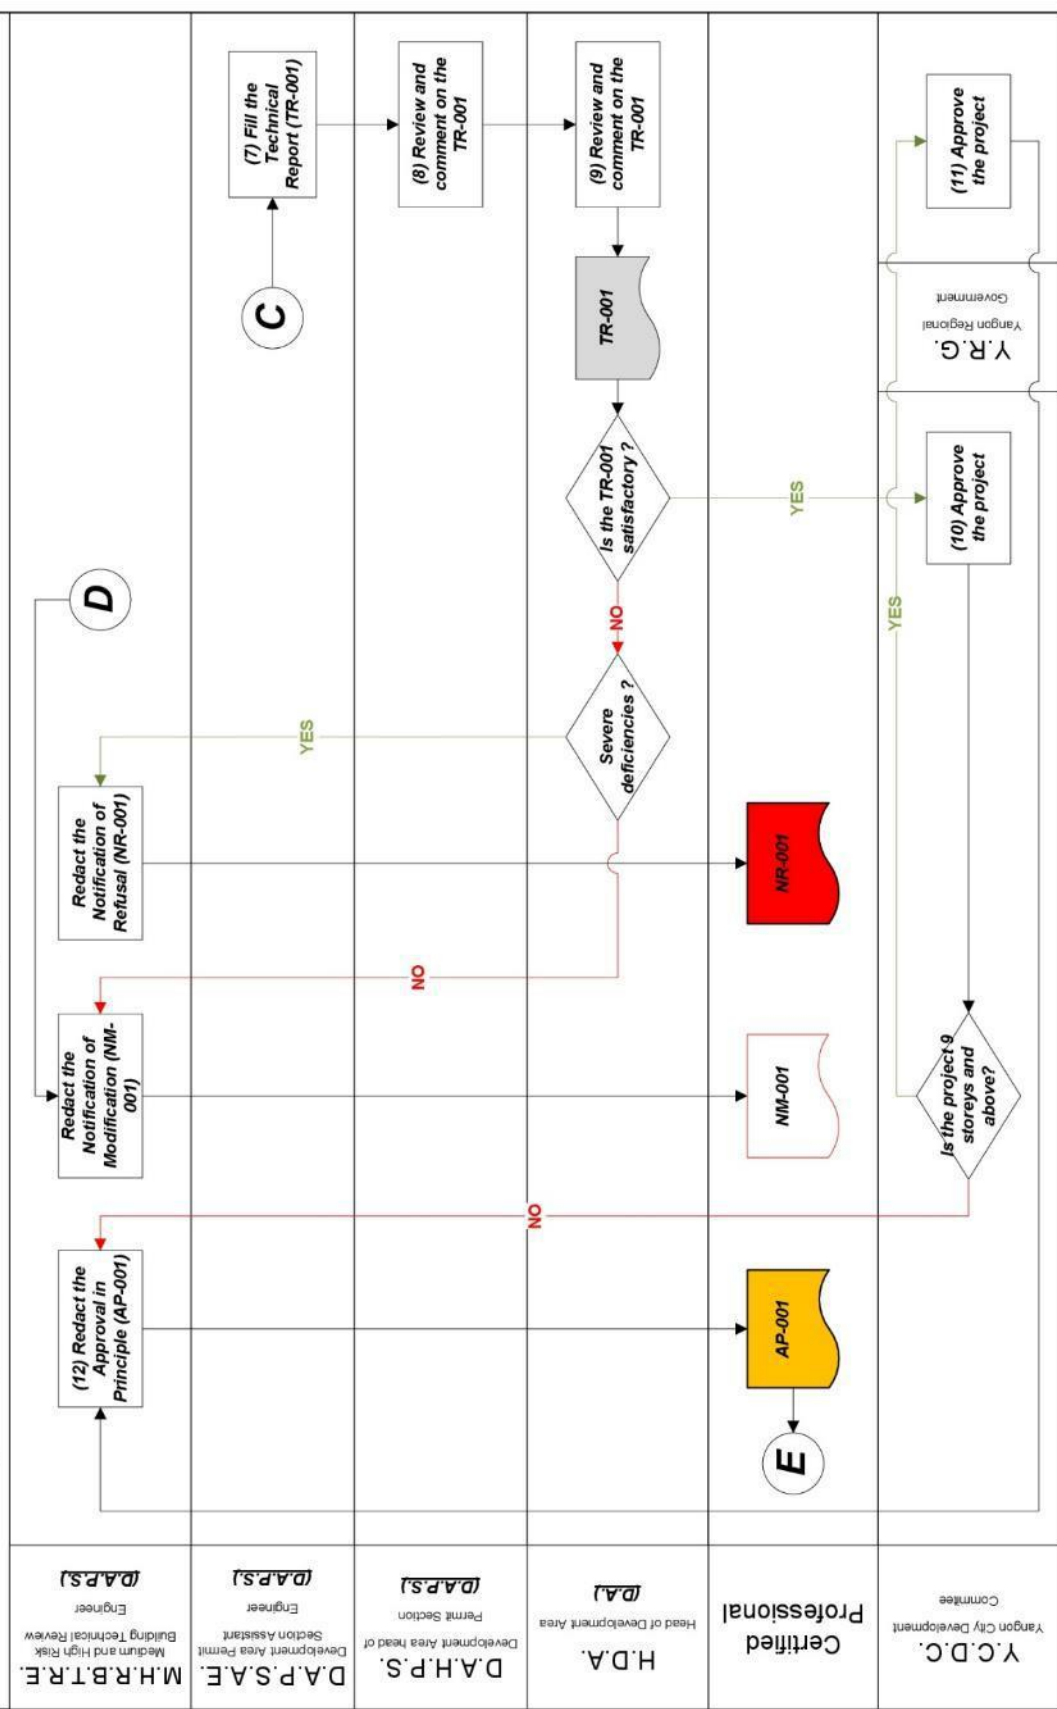 M.H.R.B.T.R.E.
Medium and High Risk
Building Technical Review
Engineer
(D.A.P.S.)
D.A.P.S.A.E.
Development Area Permit
Section Assistant
Engineer
(D.A.P.S.)
D.A.H.P.S.
Development Area head of
Permit Section
(D.A.P.S.)
H.D.A.
Head of Development Area
(D.A.)
Certified
Professional
Y.C.D.C.
Yangon City Development
Commitee
Y.R.G.
Yangon Regional
Government
C
(7) Fill the
Technical
Report (TR-001)
(8) Review and
comment on the
TR-001
(9) Review and
comment on the
TR-001
TR-001
Is the TR-001
satisfactory ?
YES
NO
(10) Approve
the project
(11) Approve
the project
YES
D
Severe
deficiencies ?
YES
NO
Redact the
Notification of
Refusal (NR-001)
NR-001
Redact the
Notification of
Modification (NM-
001)
NM-001
Is the project 9
storeys and
above?
NO
(12) Redact the
Approval in
Principle (AP-001)
AP-001
E